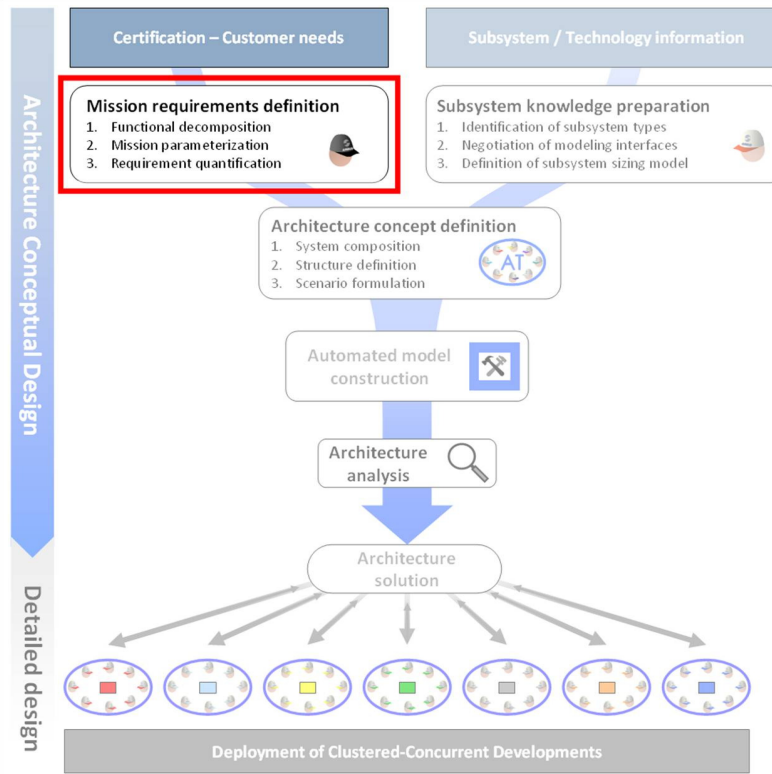 Certification – Customer needs
Subsystem / Technology information
Mission requirements definition
1. Functional decomposition
2. Mission parameterization
3. Requirement quantification
Subsystem knowledge preparation
1. Identification of subsystem types
2. Negotiation of modeling interfaces
3. Definition of subsystem sizing model
Architecture concept definition
1. System composition
2. Structure definition
3. Scenario formulation
AT
Automated model
construction
Architecture
analysis
Architecture
solution
Architecture Conceptual Design
Detailed design
Deployment of Clustered-Concurrent Developments